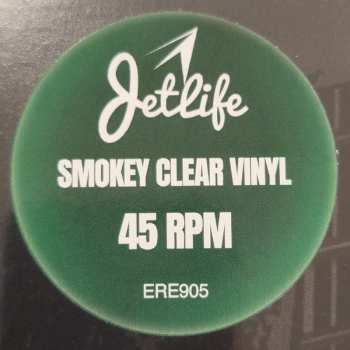 Jetlife
SMOKEY CLEAR VINYL
45 RPM
ERE905